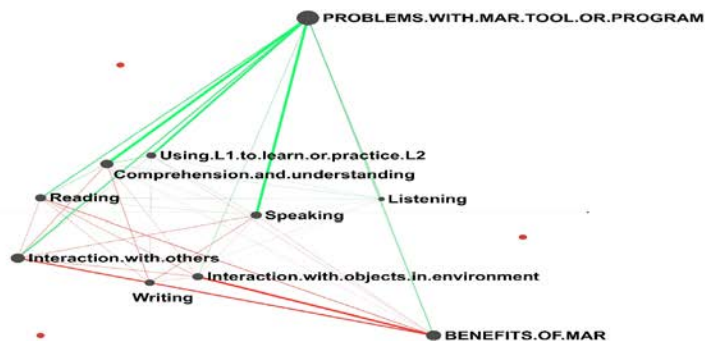 PROBLEMS.WITH.MAR.TOOL.OR.PROGRAM
Using.L1.to.learn.or.practice.L2
Comprehension.and.understanding
Reading
Listening
Speaking
Interaction.with.others
Interaction.with.objects.in.environment
Writing
BENEFITS.OF.MAR